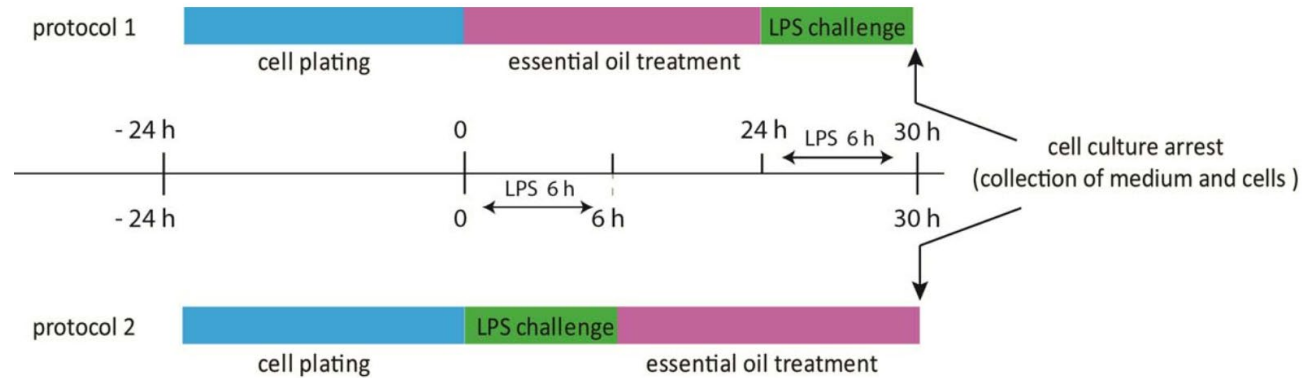 protocol 1
LPS challenge
cell plating
essential oil treatment
- 24 h
0
24 h
LPS 6 h
30 h
cell culture arrest
(collection of medium and cells )
LPS 6 h
- 24 h
0
6 h
30 h
protocol 2
LPS challenge
cell plating
essential oil treatment